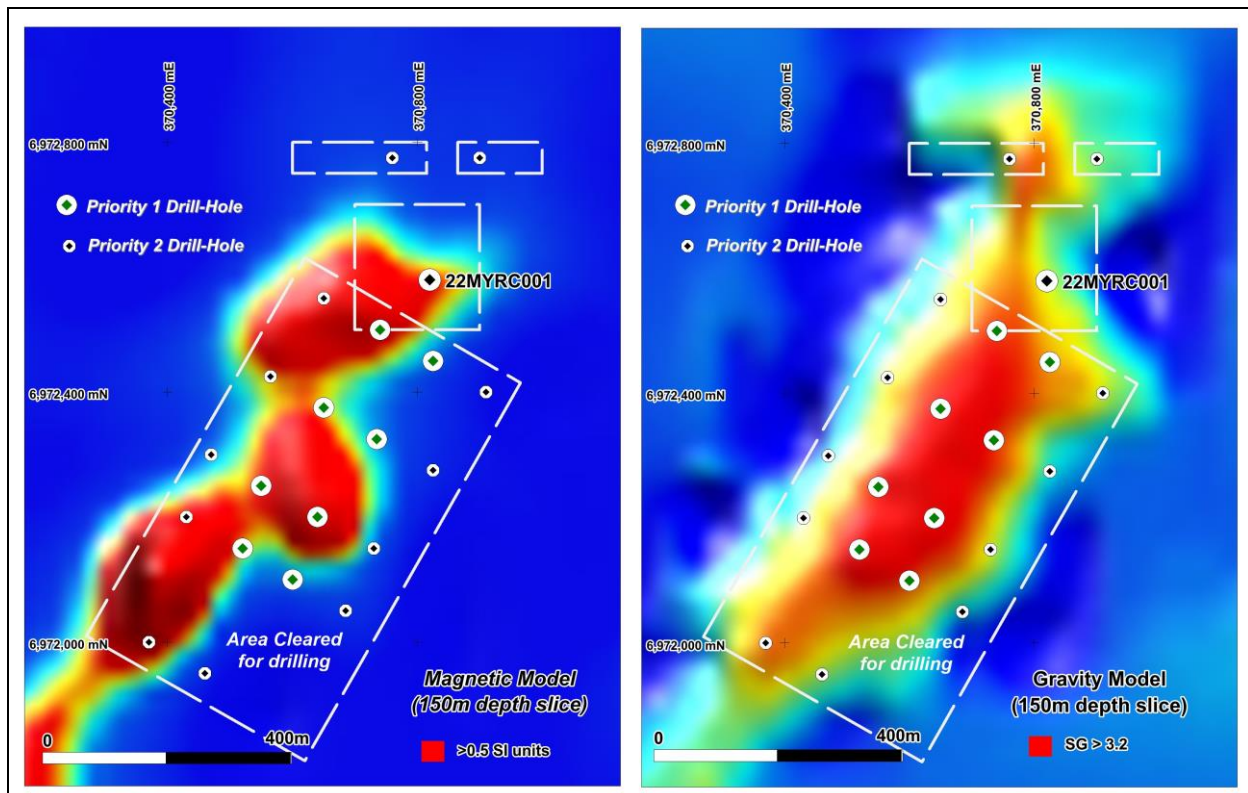 370,400 mE
370,800 mE
6,972,800 mN
Priority 1 Drill-Hole
Priority 2 Drill-Hole
22MYRC001
6,972,400 mN
6,972,000 mN
Area Cleared
for drilling
Magnetic Model
(150m depth slice)
0
400m
>0.5 SI units
370,400 mE
370,800 mE
6,972,800 mN
Priority 1 Drill-Hole
Priority 2 Drill-Hole
22MYRC001
6,972,400 mN
6,972,000 mN
Area Cleared
for drilling
Gravity Model
(150m depth slice)
0
400m
SG > 3.2